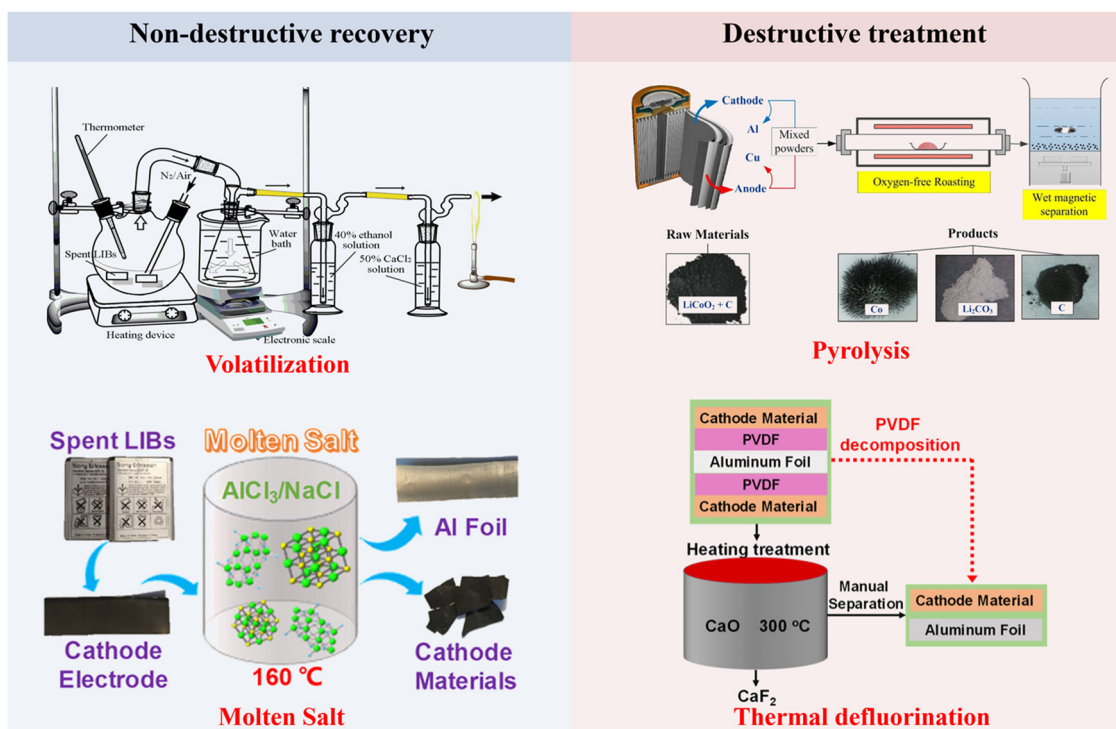 Non-destructive recovery
Thermometer
N₂/Air
Spent LIBs
Water
bath
40% ethanol
solution
50% CaCl₂
solution
Heating device
Electronic scale
Volatilization
Spent LIBs
Molten Salt
AlCl₃/NaCl
Al Foil
Cathode
Electrode
160 ℃
Cathode
Materials
Molten Salt
Destructive treatment
Cathode
Al
Cu
Anode
Mixed
powders
Oxygen-free Roasting
Wet magnetic
separation
Raw Materials
LiCoO₂ + C
Products
Co
Li₂CO₃
C
Pyrolysis
Cathode Material
PVDF
Aluminum Foil
PVDF
Cathode Material
PVDF
decomposition
Heating treatment
CaO 300 ºC
Manual
Separation
Cathode Material
Aluminum Foil
CaF₂
Thermal defluorination